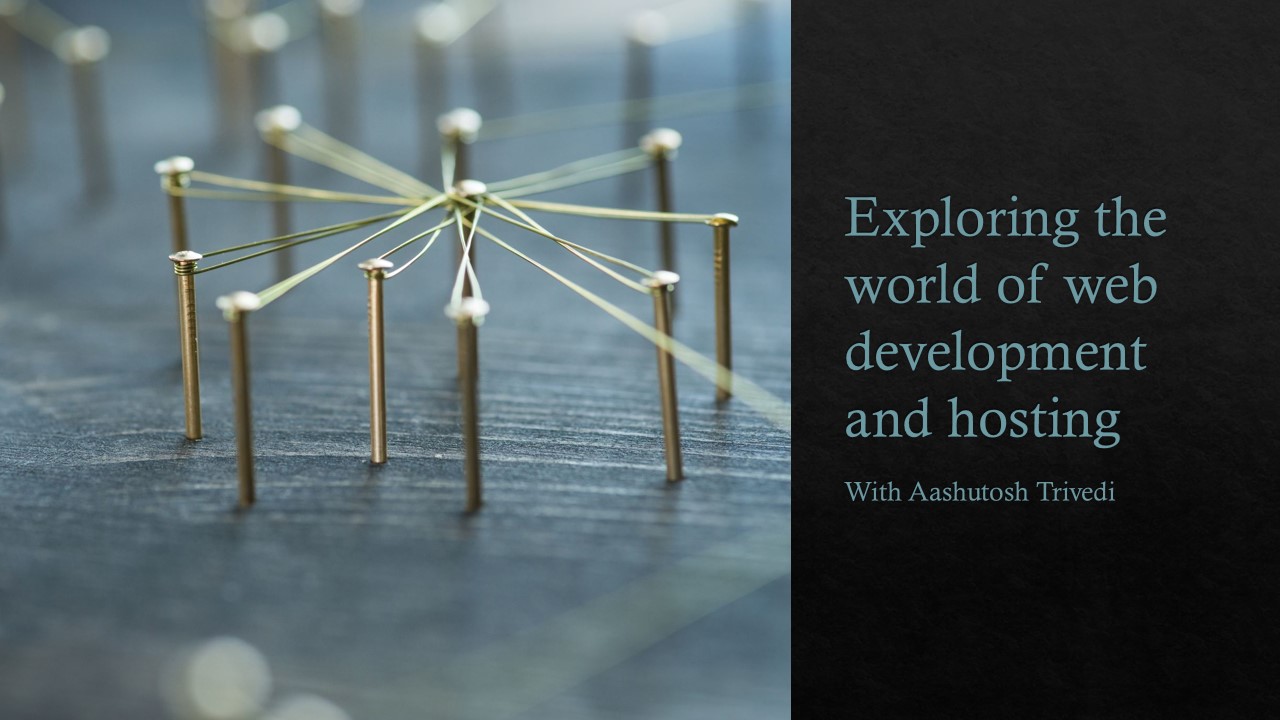 Exploring the
world of web
development
and hosting
With Aashutosh Trivedi